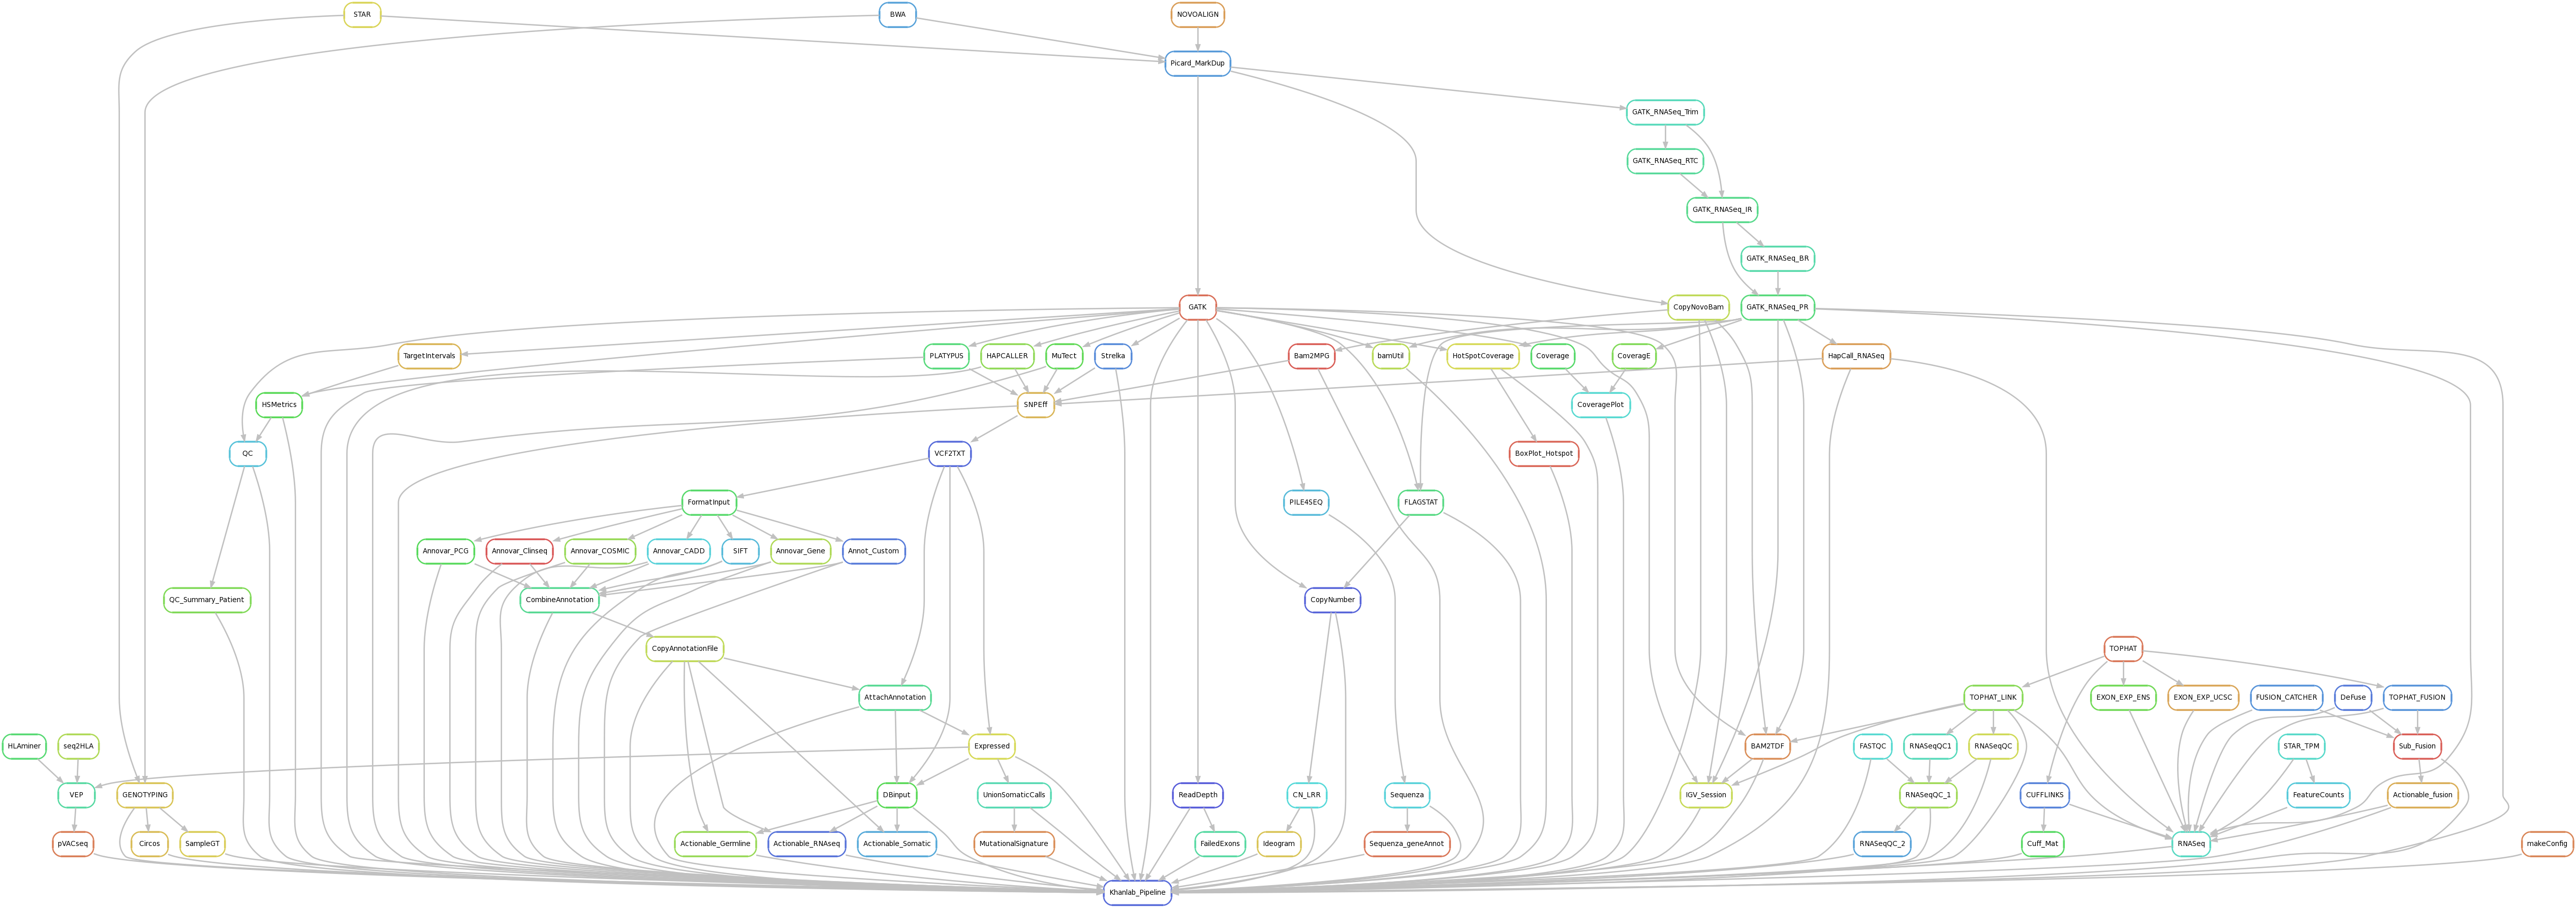 STAR
BWA
NOVOALIGN
Picard_MarkDup
GATK_RNASeq_Trim
GATK_RNASeq_RTC
GATK_RNASeq_IR
GATK_RNASeq_BR
GATK
CopyNovoBam
GATK_RNASeq_PR
TargetIntervals
PLATYPUS
HAPCALLER
MuTect
Strelka
Bam2MPG
bamUtil
HotSpotCoverage
Coverage
CoveragE
HapCall_RNASeq
HSMetrics
SNPEff
CoveragePlot
QC
VCF2TXT
BoxPlot_Hotspot
FormatInput
PILE4SEQ
FLAGSTAT
Annovar_PCG
Annovar_Clinseq
Annovar_COSMIC
Annovar_CADD
SIFT
Annovar_Gene
Annot_Custom
QC_Summary_Patient
CombineAnnotation
CopyNumber
CopyAnnotationFile
TOPHAT
AttachAnnotation
TOPHAT_LINK
EXON_EXP_ENS
EXON_EXP_UCSC
FUSION_CATCHER
DeFuse
TOPHAT_FUSION
HLAminer
seq2HLA
Expressed
BAM2TDF
FASTQC
RNASeqQC1
RNASeqQC
STAR_TPM
Sub_Fusion
VEP
GENOTYPING
DBinput
UnionSomaticCalls
ReadDepth
CN_LRR
Sequenza
IGV_Session
RNASeqQC_1
CUFFLINKS
FeatureCounts
Actionable_fusion
pVACseq
Circos
SampleGT
Actionable_Germline
Actionable_RNAseq
Actionable_Somatic
MutationalSignature
FailedExons
Ideogram
Sequenza_geneAnnot
RNASeqQC_2
Cuff_Mat
RNASeq
makeConfig
Khanlab_Pipeline